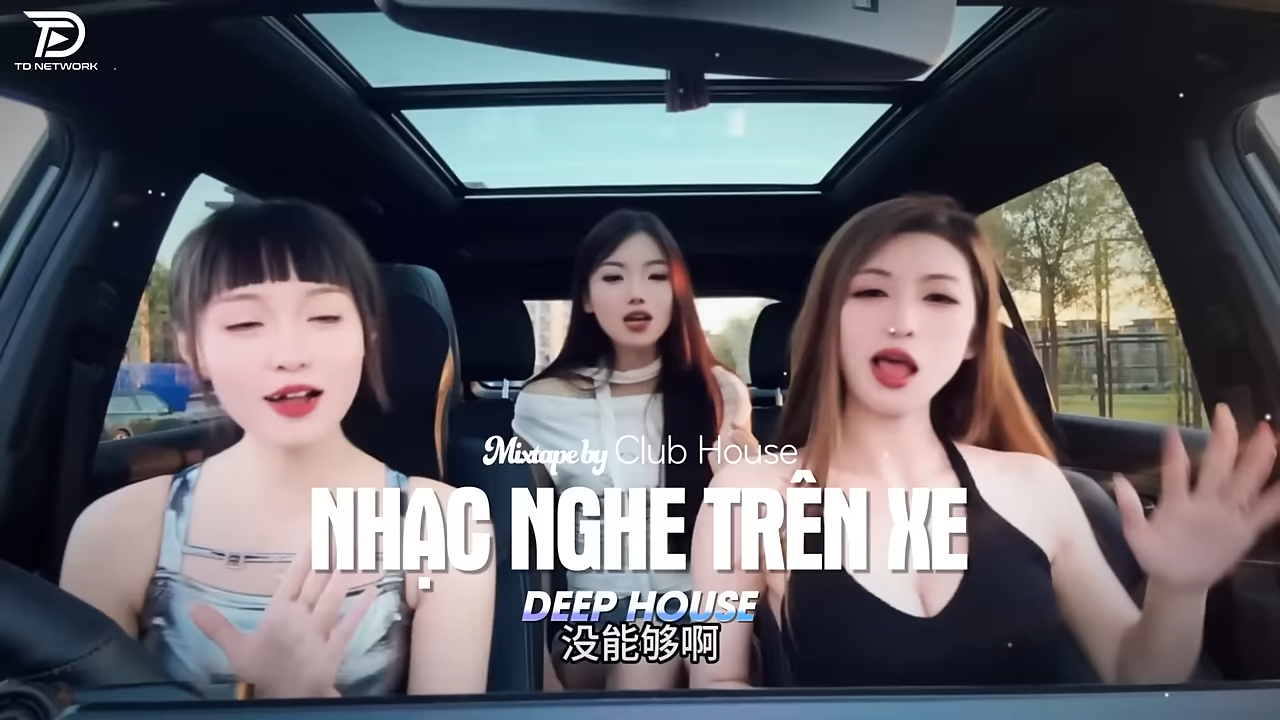 TD NETWORK
Mixtape by Club House
NHẠC NGHE TRÊN XE
DEEP HOUSE
没能够啊